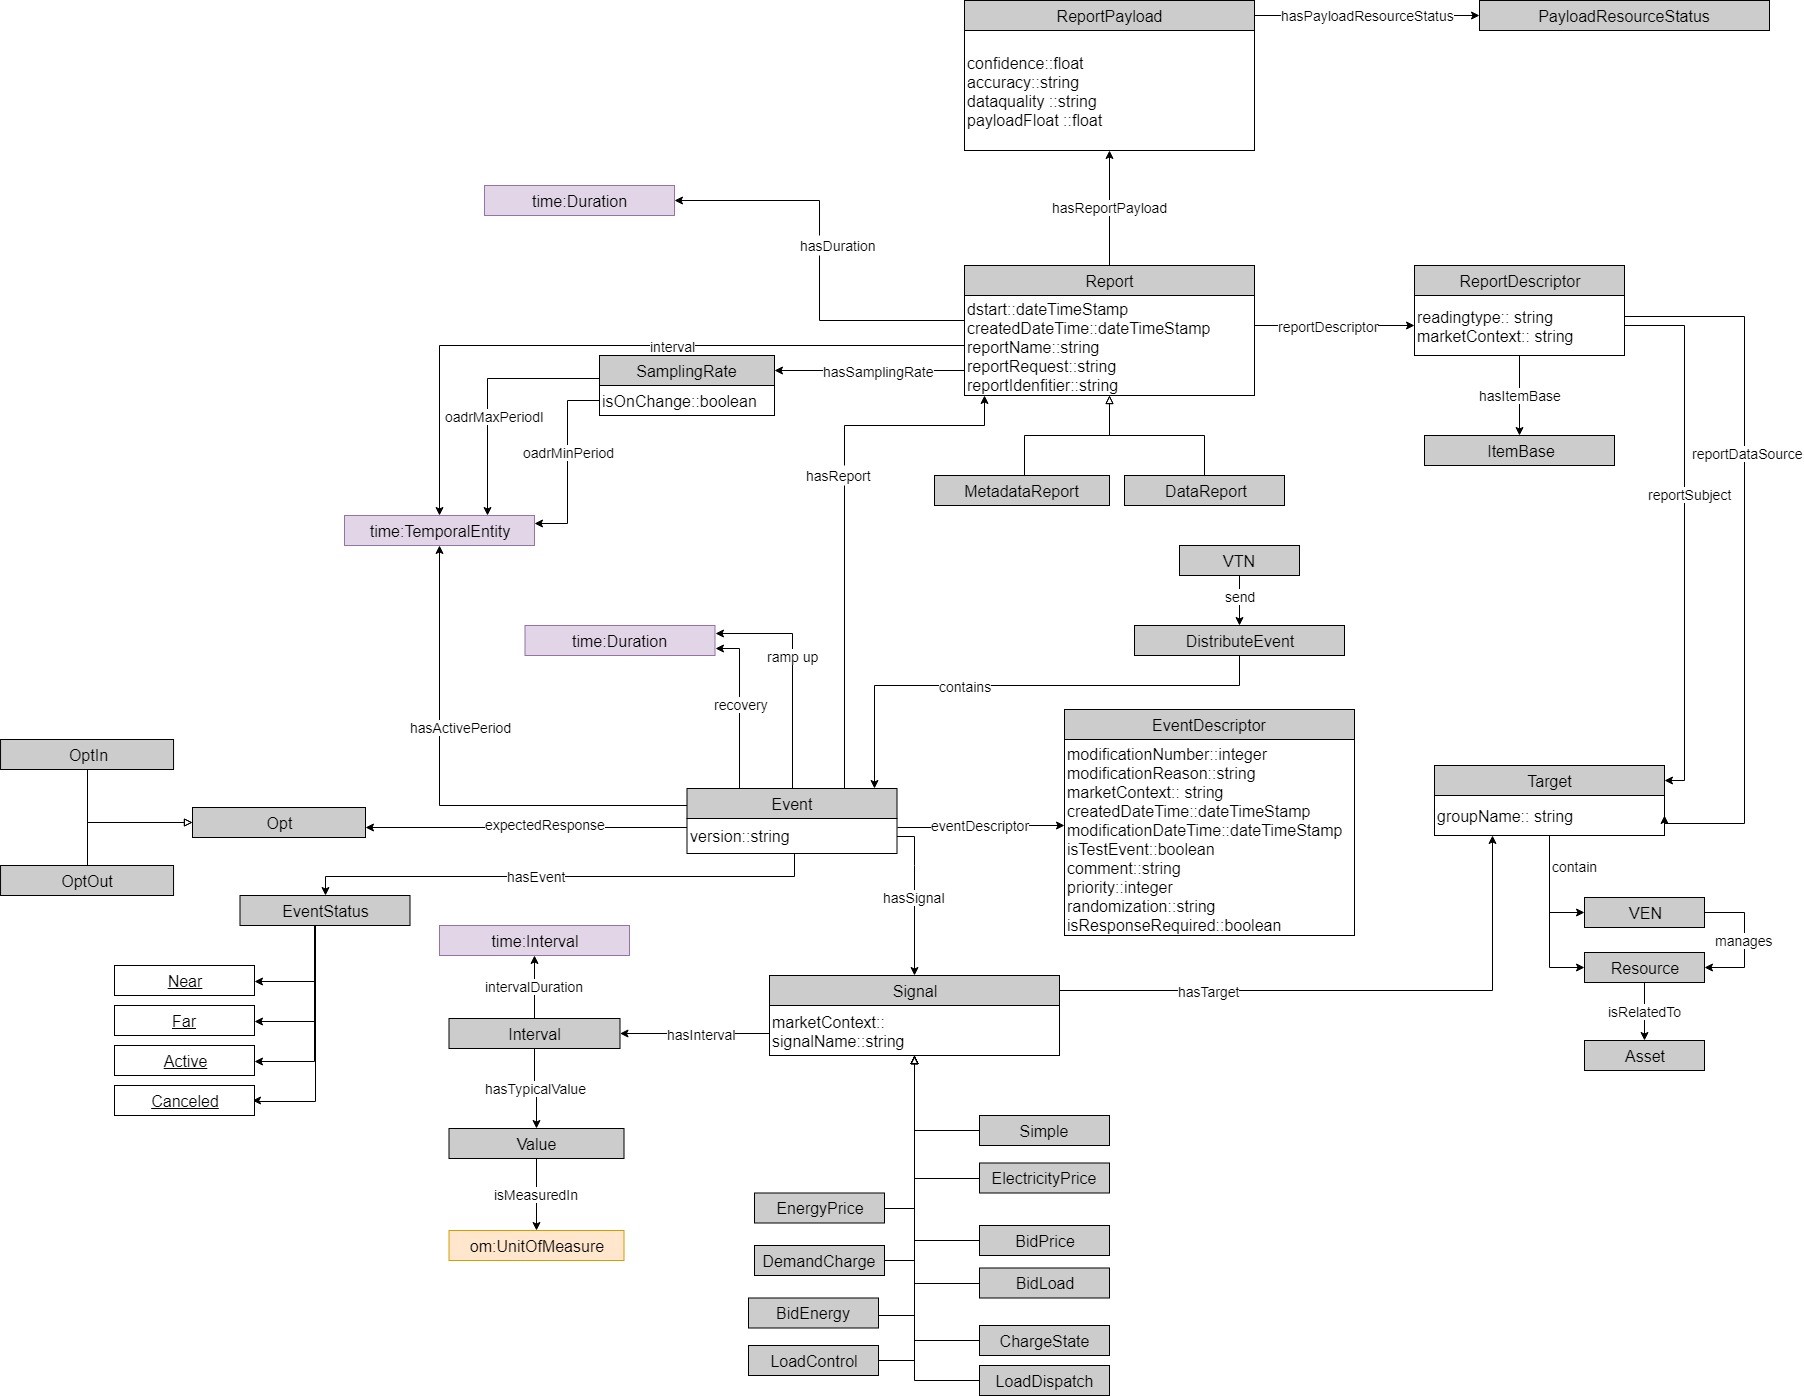 ReportPayload
hasPayloadResourceStatus
PayloadResourceStatus
confidence::float
accuracy::string
dataquality ::string
payloadFloat ::float
time:Duration
hasReportPayload
hasDuration
Report
ReportDescriptor
dstart::dateTimeStamp
createdDateTime::dateTimeStamp
reportName::string
reportRequest::string
reportIdenfitier::string
reportDescriptor
readingtype:: string
marketContext:: string
interval
SamplingRate
hasSamplingRate
isOnChange::boolean
oadrMaxPeriodl
oadrMinPeriod
hasItemBase
ItemBase
reportDataSource
reportSubject
hasReport
MetadataReport
DataReport
time:TemporalEntity
VTN
send
DistributeEvent
time:Duration
ramp up
recovery
contains
hasActivePeriod
EventDescriptor
modificationNumber::integer
modificationReason::string
marketContext:: string
createdDateTime::dateTimeStamp
modificationDateTime::dateTimeStamp
isTestEvent::boolean
comment::string
priority::integer
randomization::string
isResponseRequired::boolean
OptIn
Opt
OptOut
expectedResponse
Event
version::string
eventDescriptor
Target
groupName:: string
contain
hasEvent
hasSignal
EventStatus
Near
Far
Active
Canceled
VEN
manages
Resource
isRelatedTo
Asset
time:Interval
intervalDuration
Interval
hasInterval
Signal
marketContext::
signalName::string
hasTarget
hasTypicalValue
Value
isMeasuredIn
om:UnitOfMeasure
Simple
ElectricityPrice
EnergyPrice
BidPrice
DemandCharge
BidLoad
BidEnergy
ChargeState
LoadControl
LoadDispatch